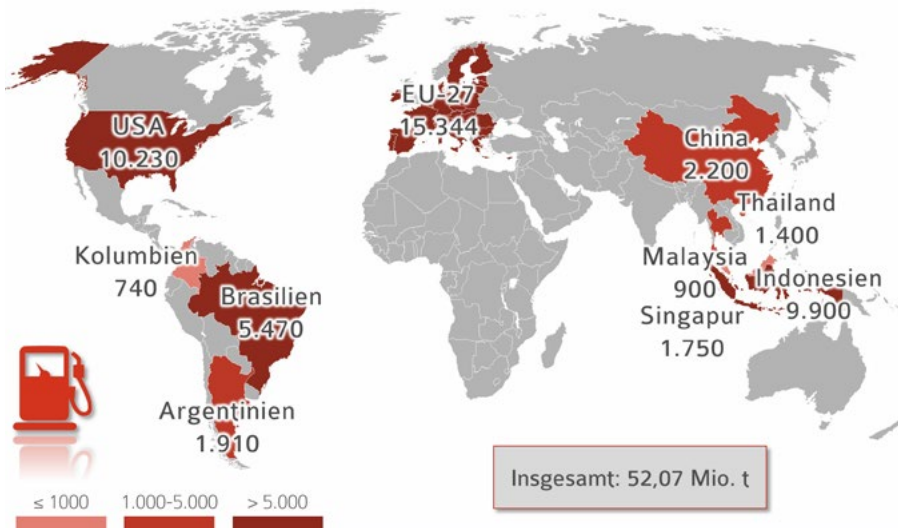 USA
10.230
EU-27
15.344
China
2.200
Thailand
1.400
Kolumbien
740
Malaysia
900
Indonesien
9.900
Brasilien
5.470
Singapur
1.750
Argentinien
1.910
Insgesamt: 52,07 Mio. t
≤ 1000
1.000-5.000
> 5.000